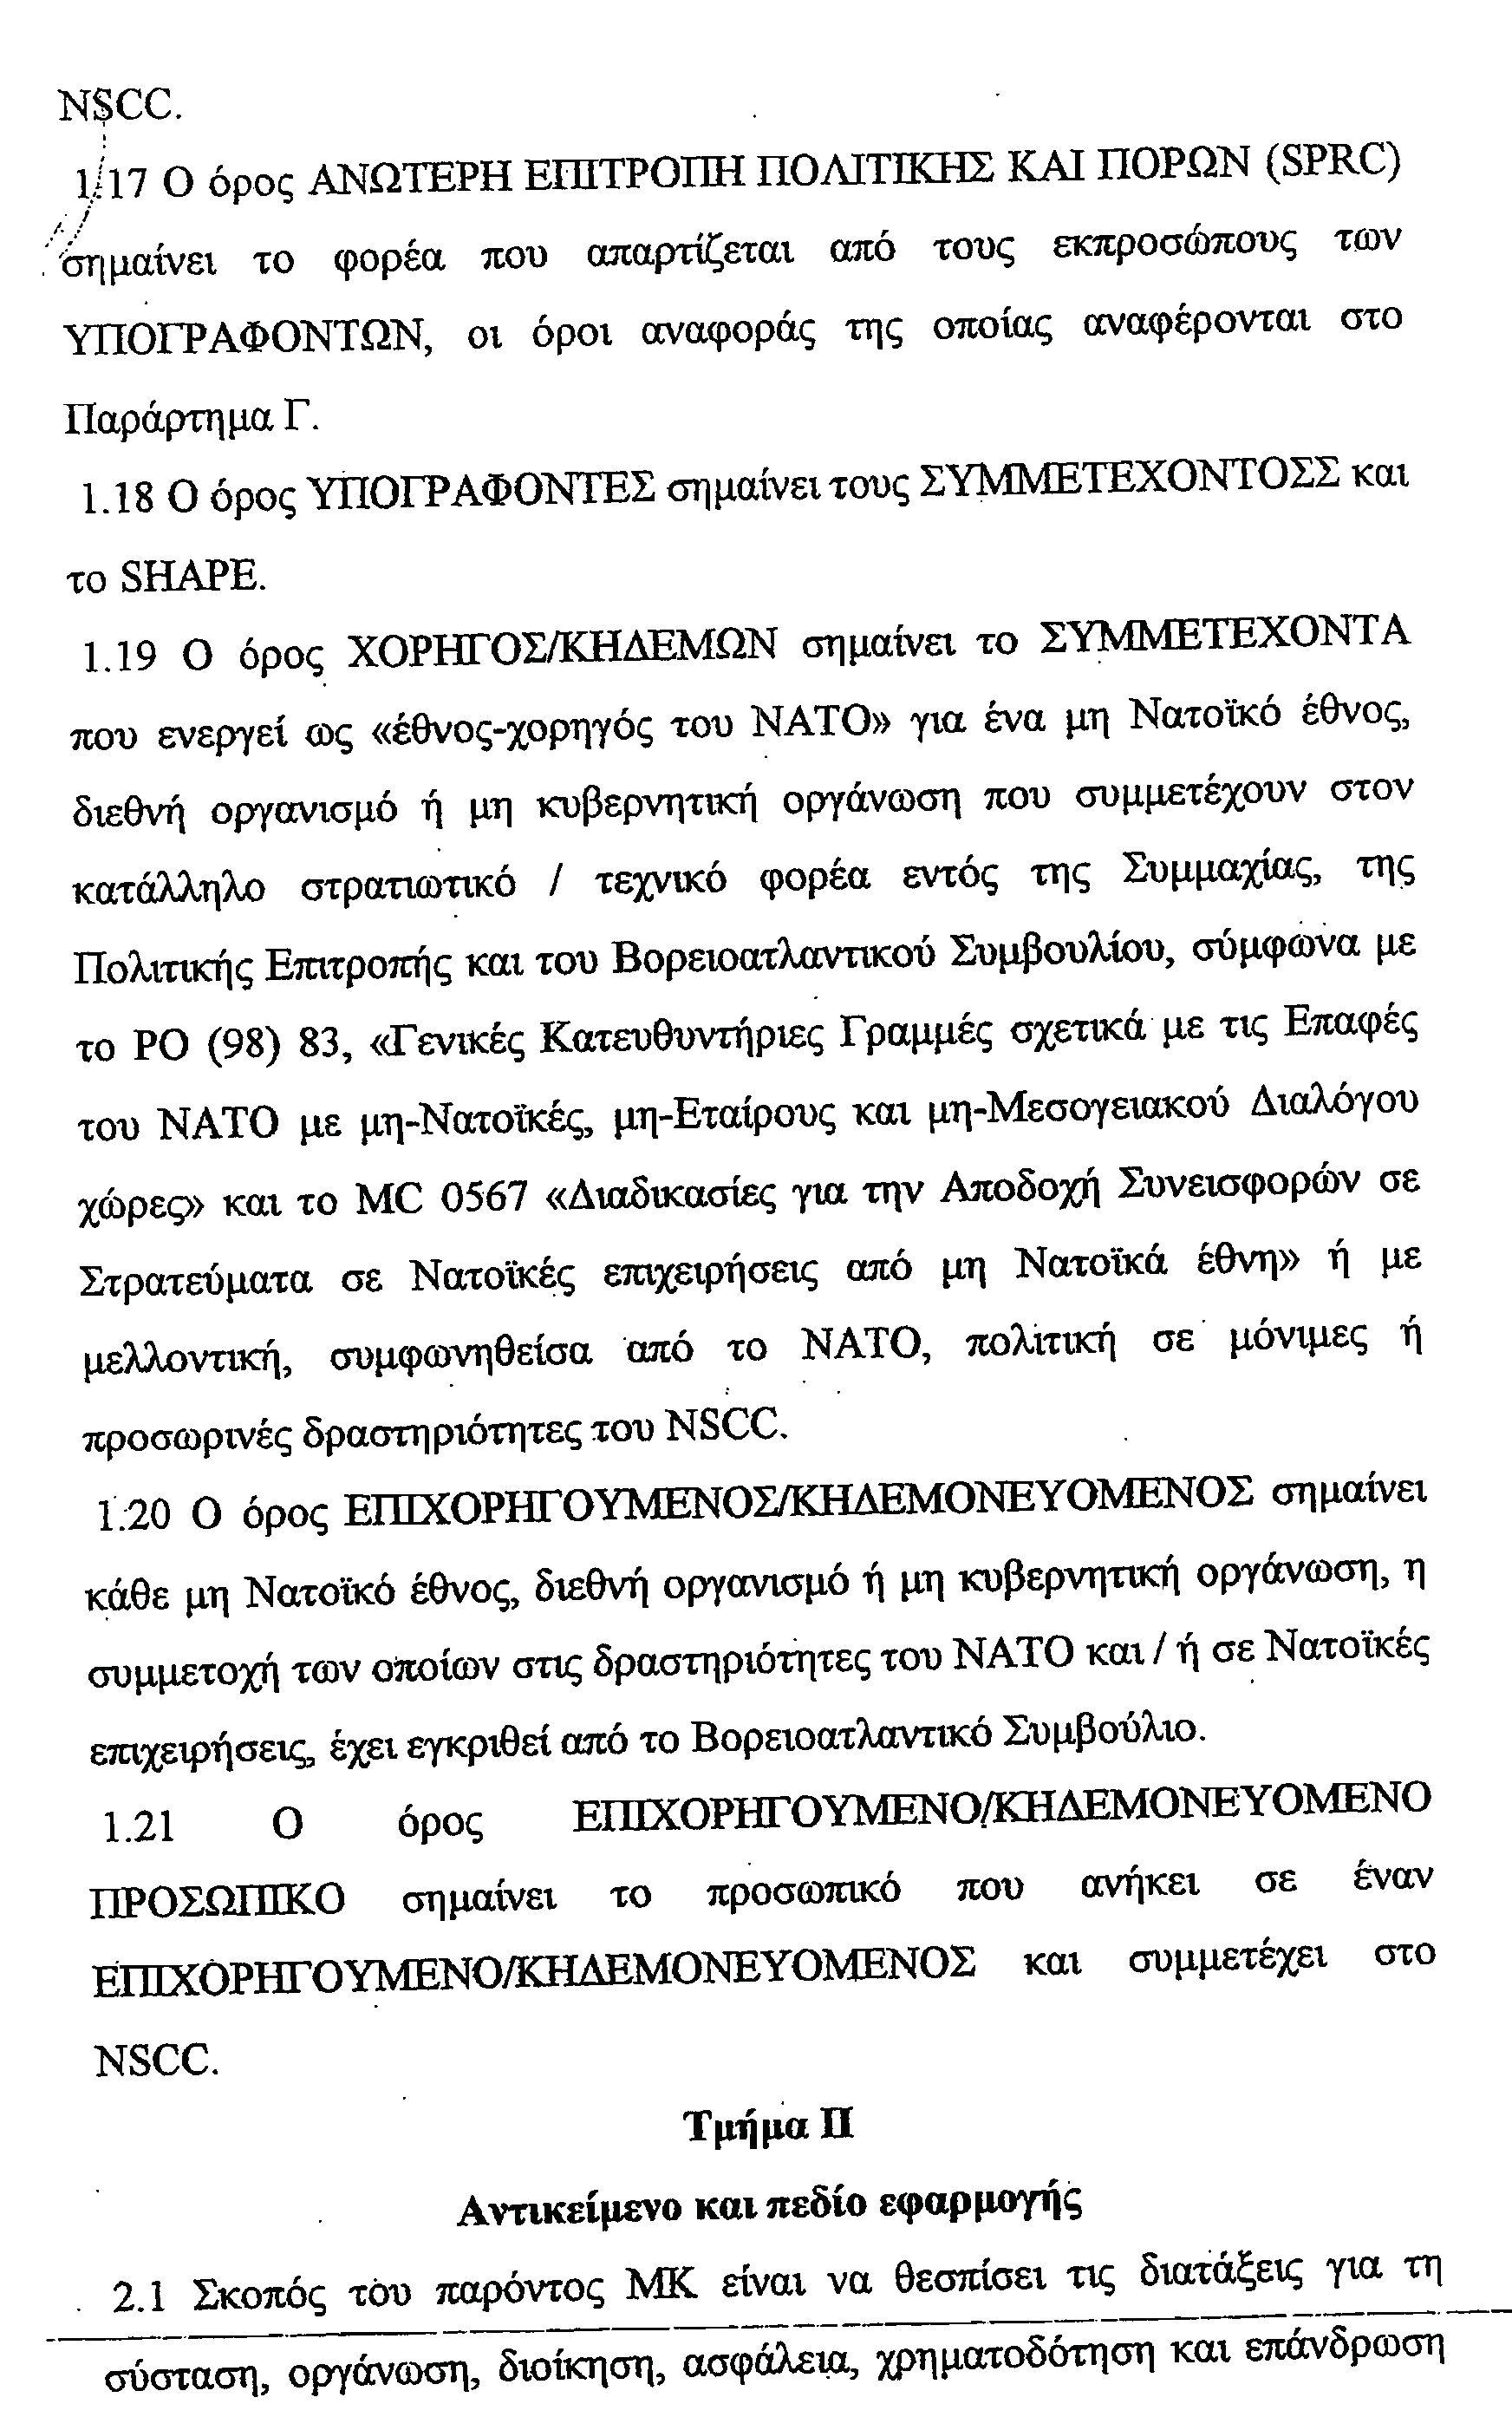 NSCC.
1.17 Ο όρος ΑΝΩΤΕΡΗ ΕΠΙΤΡΟΠΗ ΠΟΛΙΤΙΚΗΣ ΚΑΙ ΠΟΡΩΝ (SPRC)
σημαίνει το φορέα που απαρτίζεται από τους εκπροσώπους των
ΥΠΟΓΡΑΦΟΝΤΩΝ, οι όροι αναφοράς της οποίας αναφέρονται στο
Παράρτημα Γ.
1.18 Ο όρος ΥΠΟΓΡΑΦΟΝΤΕΣ σημαίνει τους ΣΥΜΜΕΤΕΧΟΝΤΟΣΣ και
το SHAPE.
1.19 Ο όρος ΧΟΡΗΓΟΣ/ΚΗΔΕΜΩΝ σημαίνει το ΣΥΜΜΕΤΕΧΟΝΤΑ
που ενεργεί ως «έθνος-χορηγός του ΝΑΤΟ» για ένα μη Νατοϊκό έθνος,
διεθνή οργανισμό ή μη κυβερνητική οργάνωση που συμμετέχουν στον
κατάλληλο στρατιωτικό / τεχνικό φορέα εντός της Συμμαχίας, της
Πολιτικής Επιτροπής και του Βορειοατλαντικού Συμβουλίου, σύμφωνα με
το PO (98) 83, «Γενικές Κατευθυντήριες Γραμμές σχετικά με τις Επαφές
του ΝΑΤΟ με μη-Νατοϊκές, μη-Εταίρους και μη-Μεσογειακού Διαλόγου
χώρες» και το MC 0567 «Διαδικασίες για την Αποδοχή Συνεισφορών σε
Στρατεύματα σε Νατοϊκές επιχειρήσεις από μη Νατοϊκά έθνη» ή με
μελλοντική, συμφωνηθείσα από το ΝΑΤΟ, πολιτική σε μόνιμες ή
προσωρινές δραστηριότητες του NSCC.
1.20 Ο όρος ΕΠΙΧΟΡΗΓΟΥΜΕΝΟΣ/ΚΗΔΕΜΟΝΕΥΟΜΕΝΟΣ σημαίνει
κάθε μη Νατοϊκό έθνος, διεθνή οργανισμό ή μη κυβερνητική οργάνωση, η
συμμετοχή των οποίων στις δραστηριότητες του ΝΑΤΟ και / ή σε Νατοϊκές
επιχειρήσεις, έχει εγκριθεί από το Βορειοατλαντικό Συμβούλιο.
1.21 Ο όρος ΕΠΙΧΟΡΗΓΟΥΜΕΝΟ/ΚΗΔΕΜΟΝΕΥΟΜΕΝΟ
ΠΡΟΣΩΠΙΚΟ σημαίνει το προσωπικό που ανήκει σε έναν
ΕΠΙΧΟΡΗΓΟΥΜΕΝΟ/ΚΗΔΕΜΟΝΕΥΟΜΕΝΟΣ και συμμετέχει στο
NSCC.
Τμήμα ΙΙ
Αντικείμενο και πεδίο εφαρμογής
2.1 Σκοπός του παρόντος ΜΚ είναι να θεσπίσει τις διατάξεις για τη
σύσταση, οργάνωση, διοίκηση, ασφάλεια, χρηματοδότηση και επάνδρωση